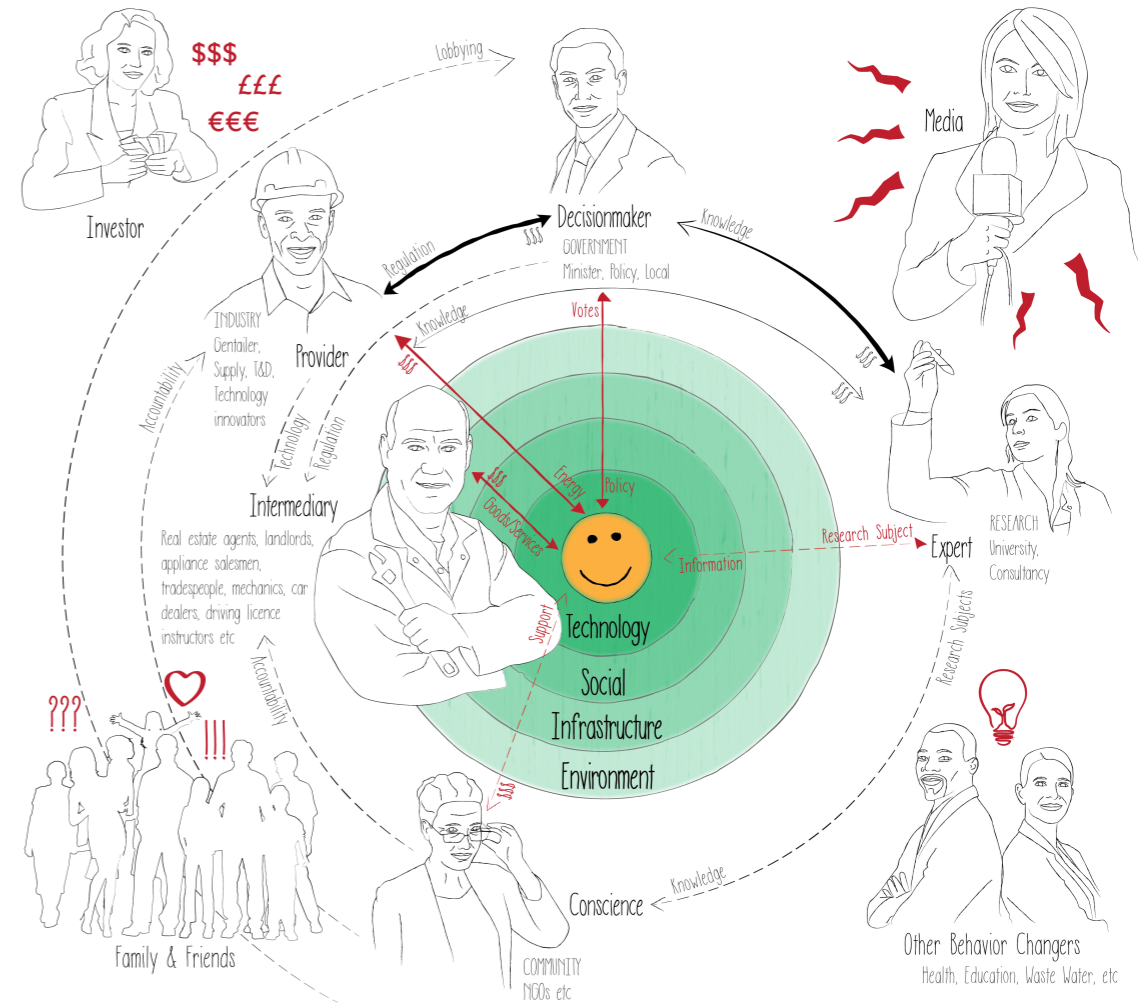 $$$
£££
€€€
Investor
Lobbying
Media
Decisionmaker
GOVERNMENT
Minister, Policy, Local
Regulation
$$$
Knowledge
$$$
INDUSTRY
Gentailer,
Supply, T&D,
Technology
innovators
Provider
Knowledge
$$$
$$$
Votes
Policy
Accountability
Technology
Regulation
Energy
$$$
Goods/Services
Intermediary
Real estate agents, landlords,
appliance salesmen,
tradespeople, mechanics, car
dealers, driving licence
instructors etc
Research Subject
Information
Expert
RESEARCH
University,
Consultancy
Support
$$$
Technology
Social
Infrastructure
Environment
Accountability
Research Subjects
???
!!!
Family & Friends
Conscience
COMMUNITY
NGOs etc
Knowledge
Other Behavior Changers
Health, Education, Waste Water, etc